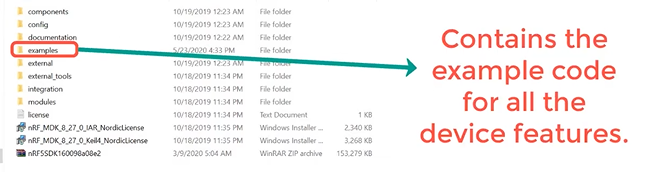 components 10/19/2019 12:23 AM File folder
config 10/19/2019 12:23 AM File folder
documentation 10/19/2019 12:22 AM File folder
examples 5/23/2020 4:33 PM File folder
external 10/19/2019 12:23 AM File folder
external_tools 10/18/2019 11:34 PM File folder
integration 10/18/2019 11:34 PM File folder
modules 10/18/2019 11:34 PM File folder
license 10/18/2019 11:34 PM Text Document 1 KB
nRF_MDK_8_27_0_IAR_NordicLicense 10/18/2019 11:35 PM Windows Installer ... 2,340 KB
nRF_MDK_8_27_0_Keil4_NordicLicense 10/18/2019 11:35 PM Windows Installer ... 3,268 KB
nRF5SDK160098a08e2 3/9/2020 5:04 AM WinRAR ZIP archive 153,279 KB
Contains the
example code
for all the
device features.